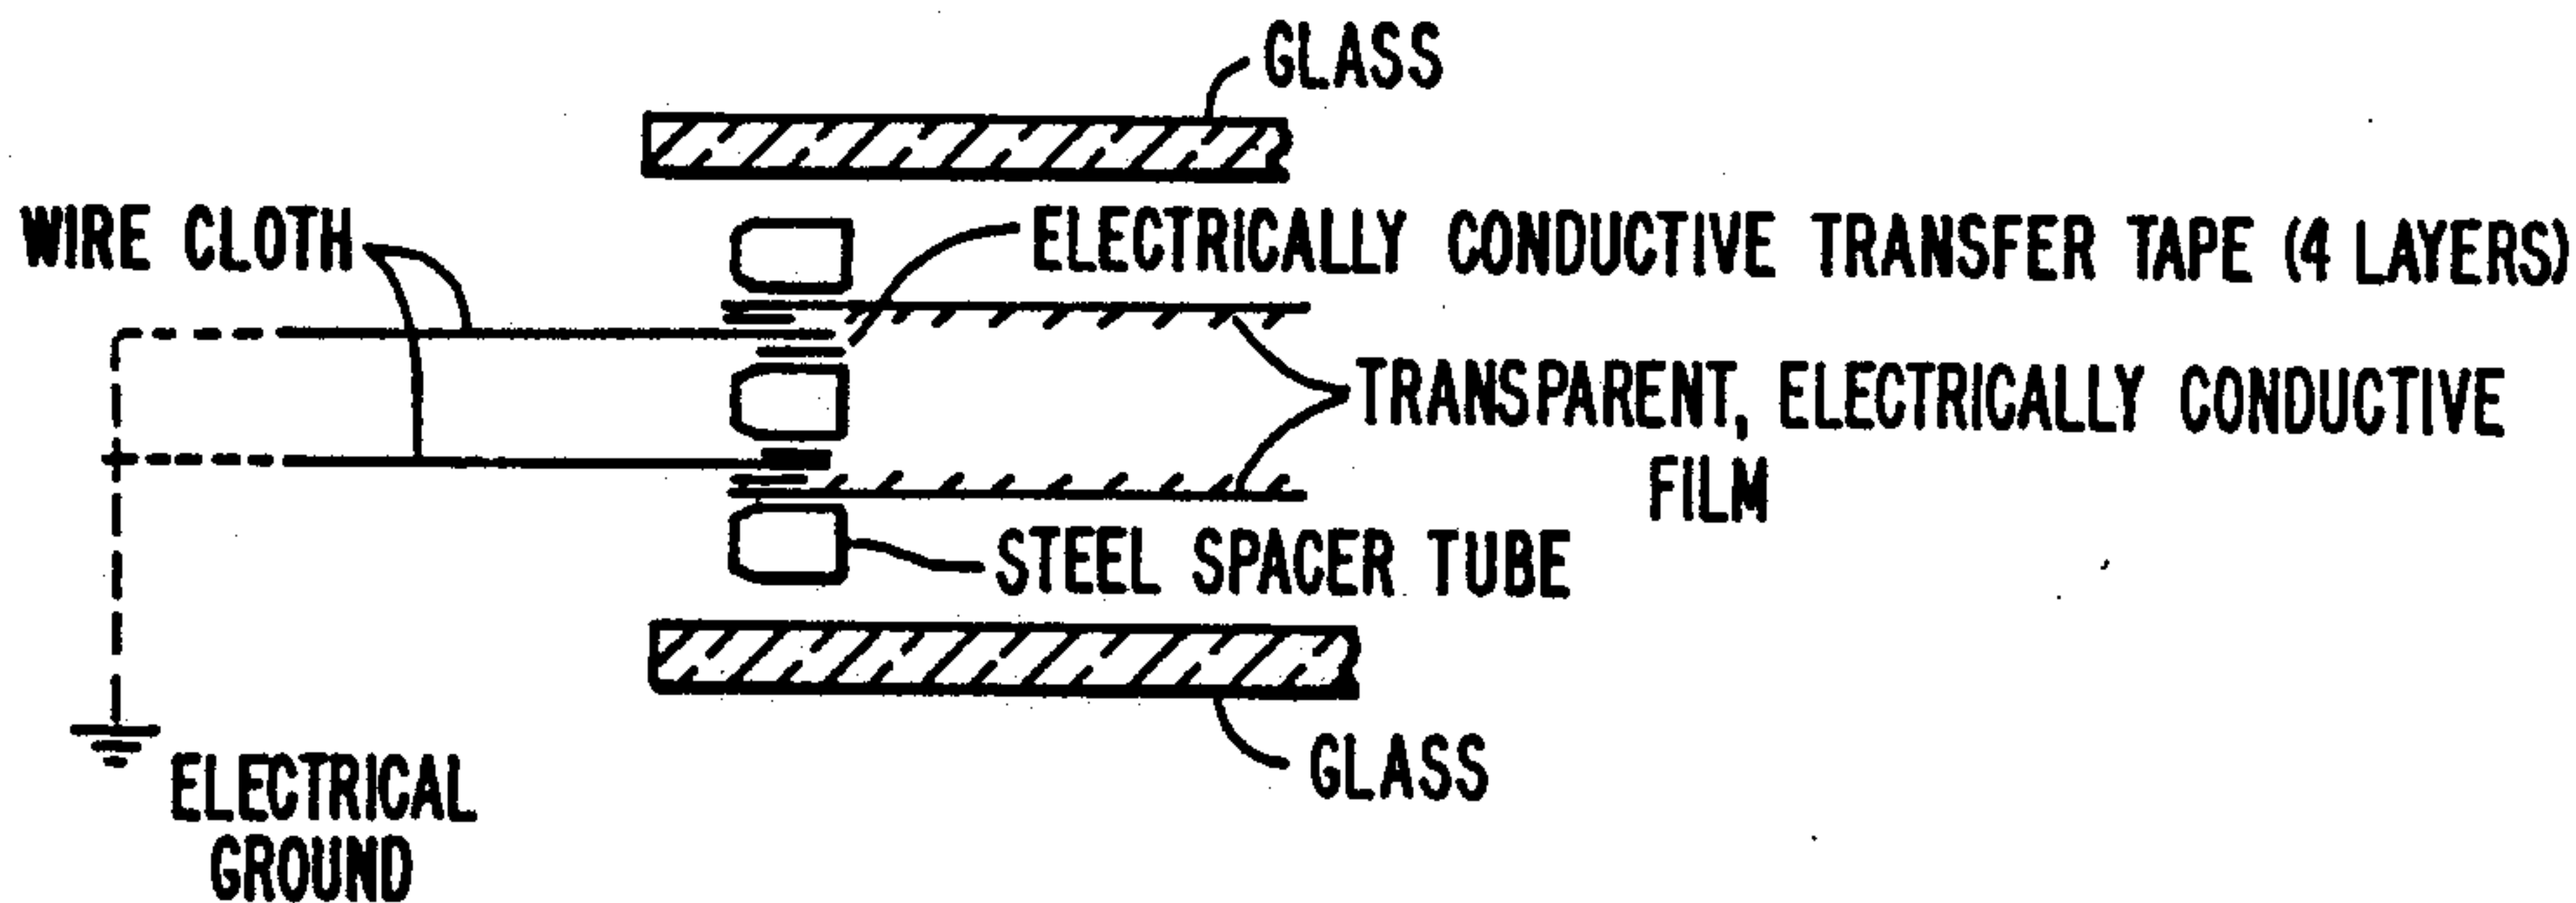 GLASS
WIRE CLOTH
ELECTRICALLY CONDUCTIVE TRANSFER TAPE (4 LAYERS)
TRANSPARENT, ELECTRICALLY CONDUCTIVE
FILM
STEEL SPACER TUBE
GLASS
ELECTRICAL
GROUND